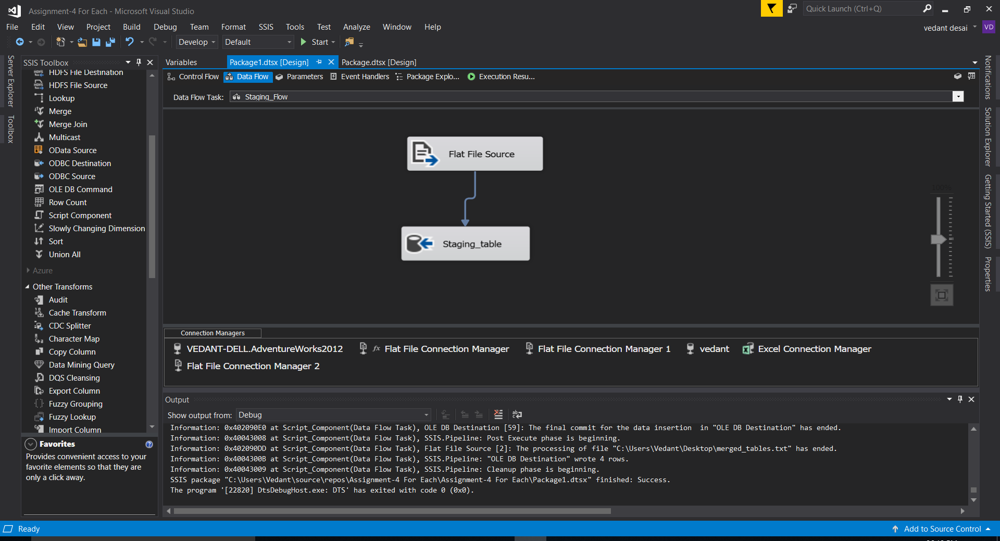 Assignment-4 For Each - Microsoft Visual Studio
Quick Launch (Ctrl+Q)
File Edit View Project Build Debug Team Format SSIS Tools Test Analyze Window Help
vedant desai VD
Develop Default Start
Server Explorer
Toolbox
SSIS Toolbox
HDFS File Destination
HDFS File Source
Lookup
Merge
Merge Join
Multicast
OData Source
ODBC Destination
ODBC Source
OLE DB Command
Row Count
Script Component
Slowly Changing Dimension
Sort
Union All
Azure
Other Transforms
Audit
Cache Transform
CDC Splitter
Character Map
Copy Column
Data Mining Query
DQS Cleansing
Export Column
Fuzzy Grouping
Fuzzy Lookup
Import Column
Favorites
Provides convenient access to your
favorite elements so that they are
only a click away.
Variables Package1.dtsx [Design] Package.dtsx [Design]
Control Flow Data Flow Parameters Event Handlers Package Explo... Execution Resu...
Data Flow Task: Staging_Flow
Flat File Source
Staging_table
100%
Connection Managers
VEDANT-DELL.AdventureWorks2012 fx Flat File Connection Manager Flat File Connection Manager 1 vedant Excel Connection Manager
Flat File Connection Manager 2
Output
Show output from: Debug
Information: 0x402090E0 at Script_Component(Data Flow Task), OLE DB Destination [59]: The final commit for the data insertion  in "OLE DB Destination" has ended.
Information: 0x40043008 at Script_Component(Data Flow Task), SSIS.Pipeline: Post Execute phase is beginning.
Information: 0x402090DD at Script_Component(Data Flow Task), Flat File Source [2]: The processing of file "C:\Users\Vedant\Desktop\merged_tables.txt" has ended.
Information: 0x4004300B at Script_Component(Data Flow Task), SSIS.Pipeline: "OLE DB Destination" wrote 4 rows.
Information: 0x40043009 at Script_Component(Data Flow Task), SSIS.Pipeline: Cleanup phase is beginning.
SSIS package "C:\Users\Vedant\source\repos\Assignment-4 For Each\Assignment-4 For Each\Package1.dtsx" finished: Success.
The program '[22820] DtsDebugHost.exe: DTS' has exited with code 0 (0x0).
Notifications
Solution Explorer
Getting Started (SSIS)
Properties
Ready
Add to Source Control